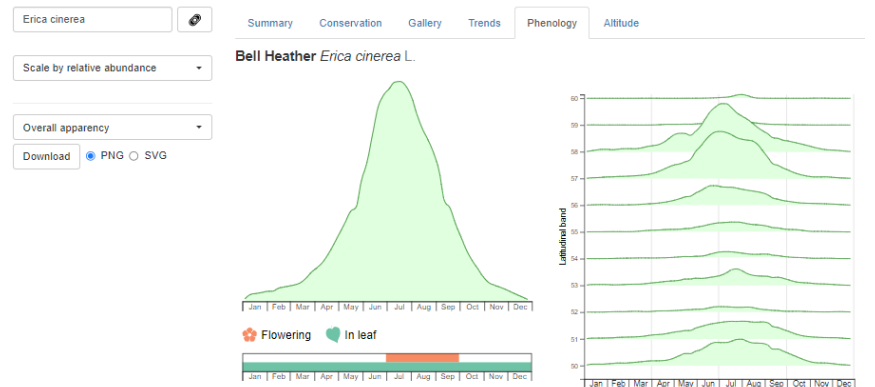 Erica cinerea
Summary Conservation Gallery Trends Phenology Altitude
Bell Heather Erica cinerea L.
Scale by relative abundance
Overall apparency
Download PNG SVG
Jan Feb Mar Apr May Jun Jul Aug Sep Oct Nov Dec
Flowering In leaf
Jan Feb Mar Apr May Jun Jul Aug Sep Oct Nov Dec
Latitudinal band
60
59
58
57
56
55
54
53
52
51
50
Jan Feb Mar Apr May Jun Jul Aug Sep Oct Nov Dec